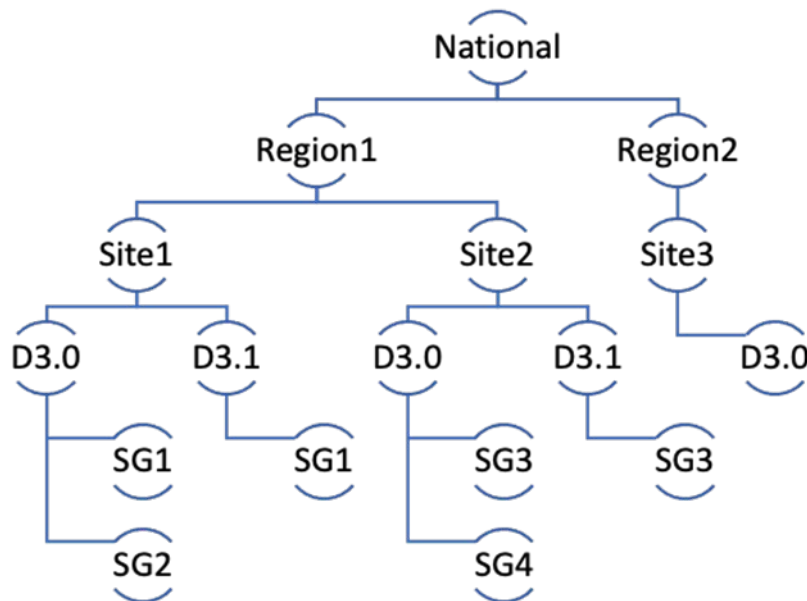 National
Region1
Region2
Site1
Site2
Site3
D3.0
D3.1
D3.0
D3.1
D3.0
SG1
SG1
SG3
SG3
SG2
SG4